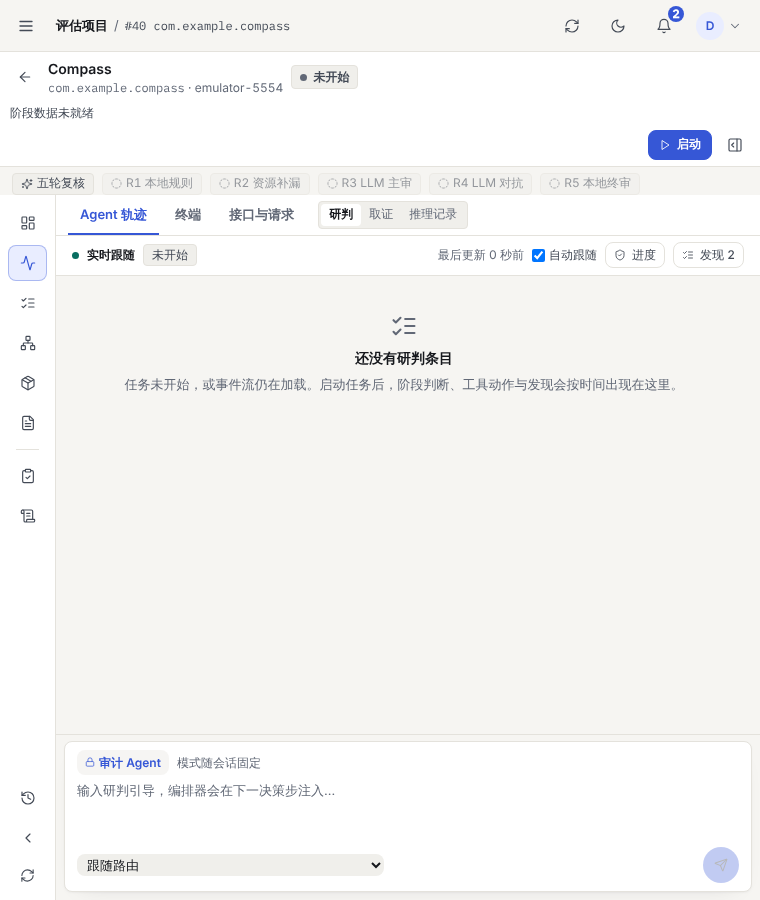 评估项目 / #40 com.example.compass
2
D
Compass
com.example.compass · emulator-5554
未开始
阶段数据未就绪
启动
五轮复核
R1 本地规则
R2 资源补漏
R3 LLM 主审
R4 LLM 对抗
R5 本地终审
Agent 轨迹
终端
接口与请求
研判
取证
推理记录
实时跟随
未开始
最后更新 0 秒前
自动跟随
进度
发现 2
还没有研判条目
任务未开始，或事件流仍在加载。启动任务后，阶段判断、工具动作与发现会按时间出现在这里。
审计 Agent
模式随会话固定
输入研判引导，编排器会在下一决策步注入...
跟随路由